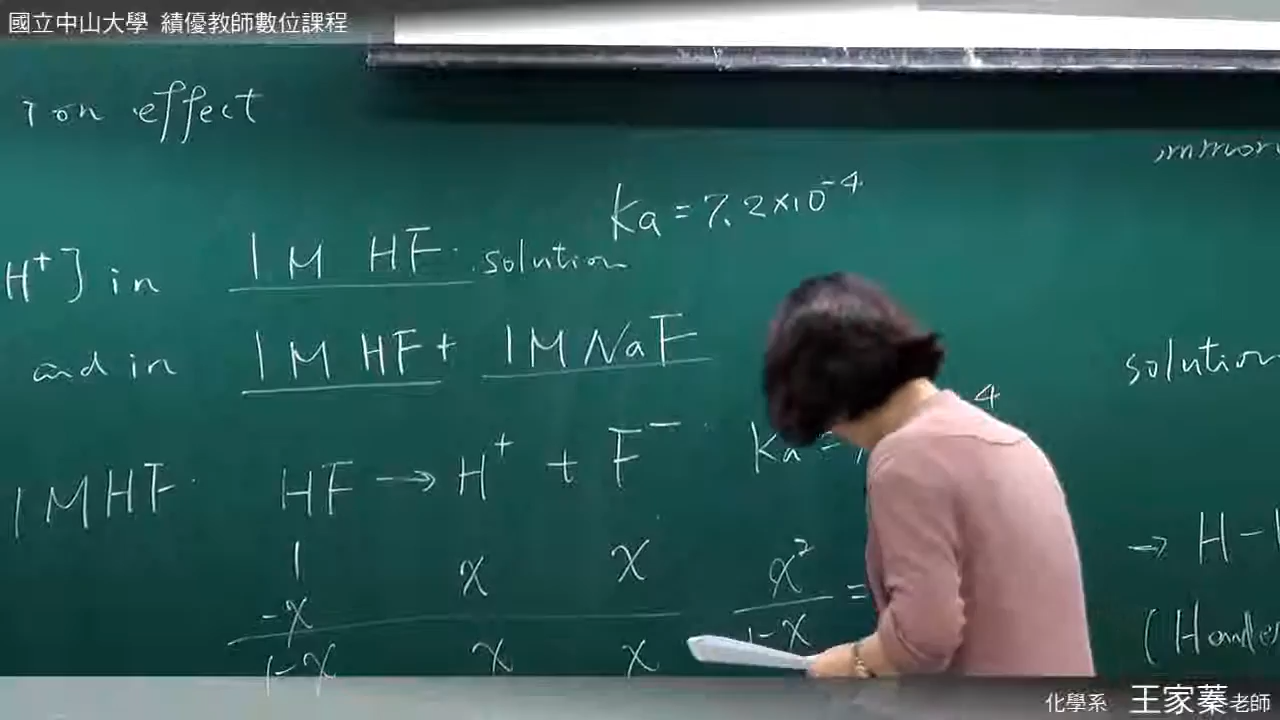 國立中山大學 績優教師數位課程
ion effect
Ka = 7.2×10⁻⁴
H⁺] in 1M HF solution
and in 1M HF + 1M NaF
1M HF HF → H⁺ + F⁻ Ka =
1 x x x²
-x 1-x =
1-x x x
solution
→ H -
(Hende
化學系 王家蓁老師